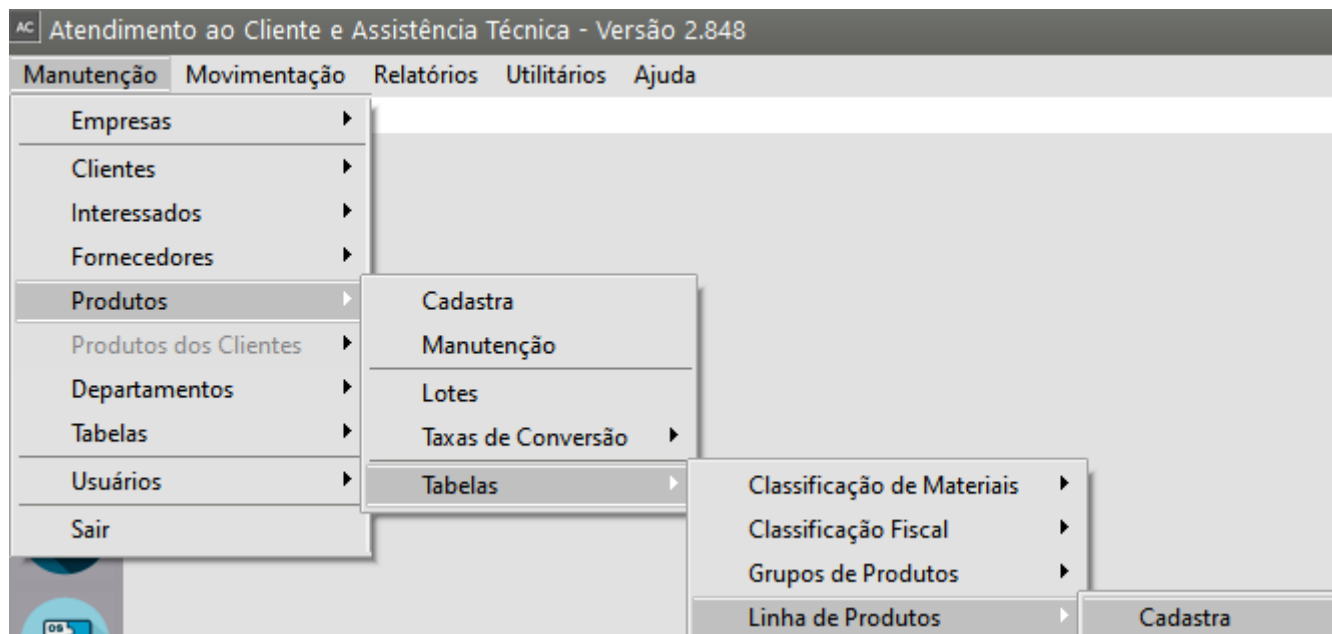 AC Atendimento ao Cliente e Assistência Técnica - Versão 2.848
Manutenção Movimentação Relatórios Utilitários Ajuda
Empresas
Clientes
Interessados
Fornecedores
Produtos
Produtos dos Clientes
Departamentos
Tabelas
Usuários
Sair
Cadastra
Manutenção
Lotes
Taxas de Conversão
Tabelas
Classificação de Materiais
Classificação Fiscal
Grupos de Produtos
Linha de Produtos
Cadastra
OS